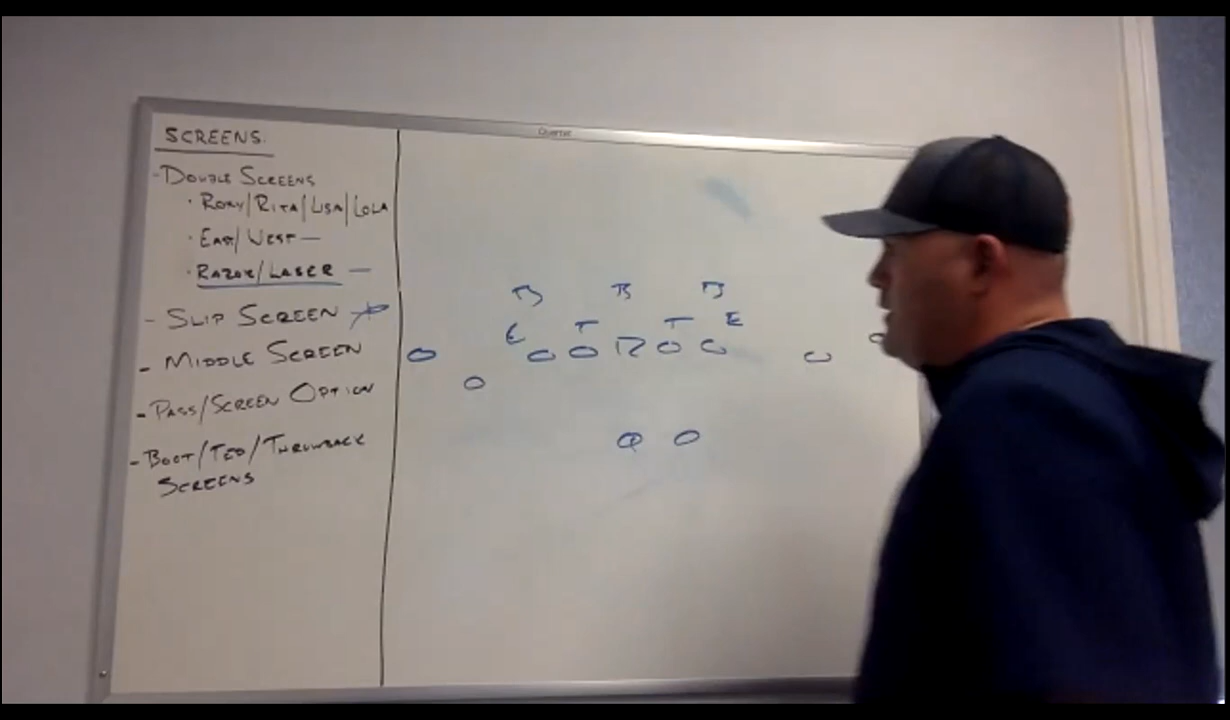 Quartet
SCREENS.
- DOUBLE SCREENS
· RORY/RITA/LISA/LOLA
· EAST/WEST —
· RAZOR/LASER —
- SLIP SCREEN
- MIDDLE SCREEN
- PASS/SCREEN OPTION
- BOOT/TED/THROWBACK
SCREENS
B B B
E T T E